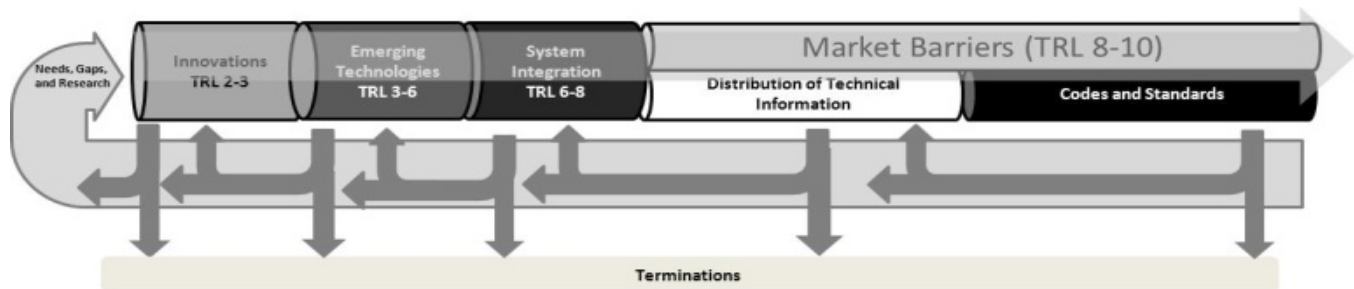 Needs, Gaps,
and Research
Innovations
TRL 2-3
Emerging
Technologies
TRL 3-6
System
Integration
TRL 6-8
Market Barriers (TRL 8-10)
Distribution of Technical
Information
Codes and Standards
Terminations